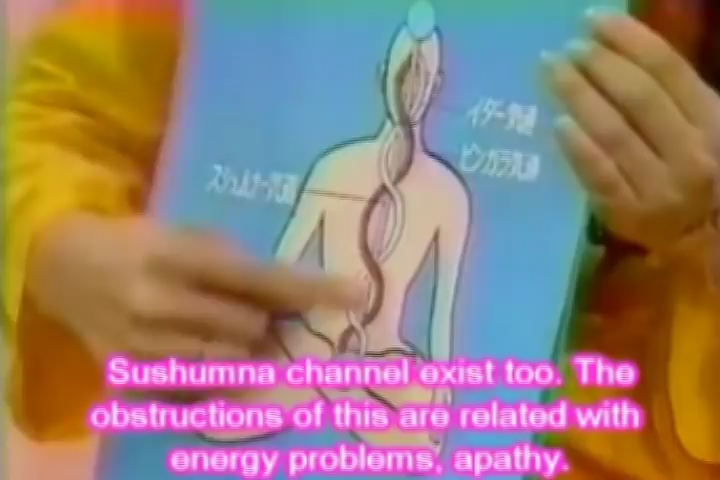 イダー気道
ピンガラ気道
スシュムナー気道
Sushumna channel exist too. The
obstructions of this are related with
energy problems, apathy.